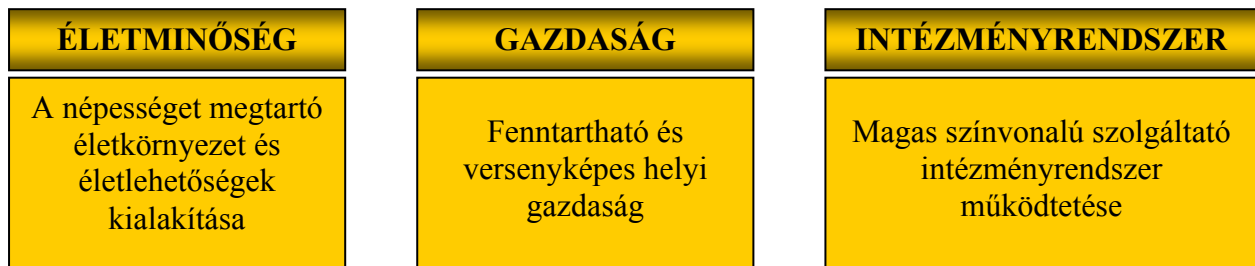 ÉLETMINŐSÉG
A népességet megtartó
életkörnyezet és
életlehetőségek
kialakítása
GAZDASÁG
Fenntartható és
versenyképes helyi
gazdaság
INTÉZMÉNYRENDSZER
Magas színvonalú szolgáltató
intézményrendszer
működtetése